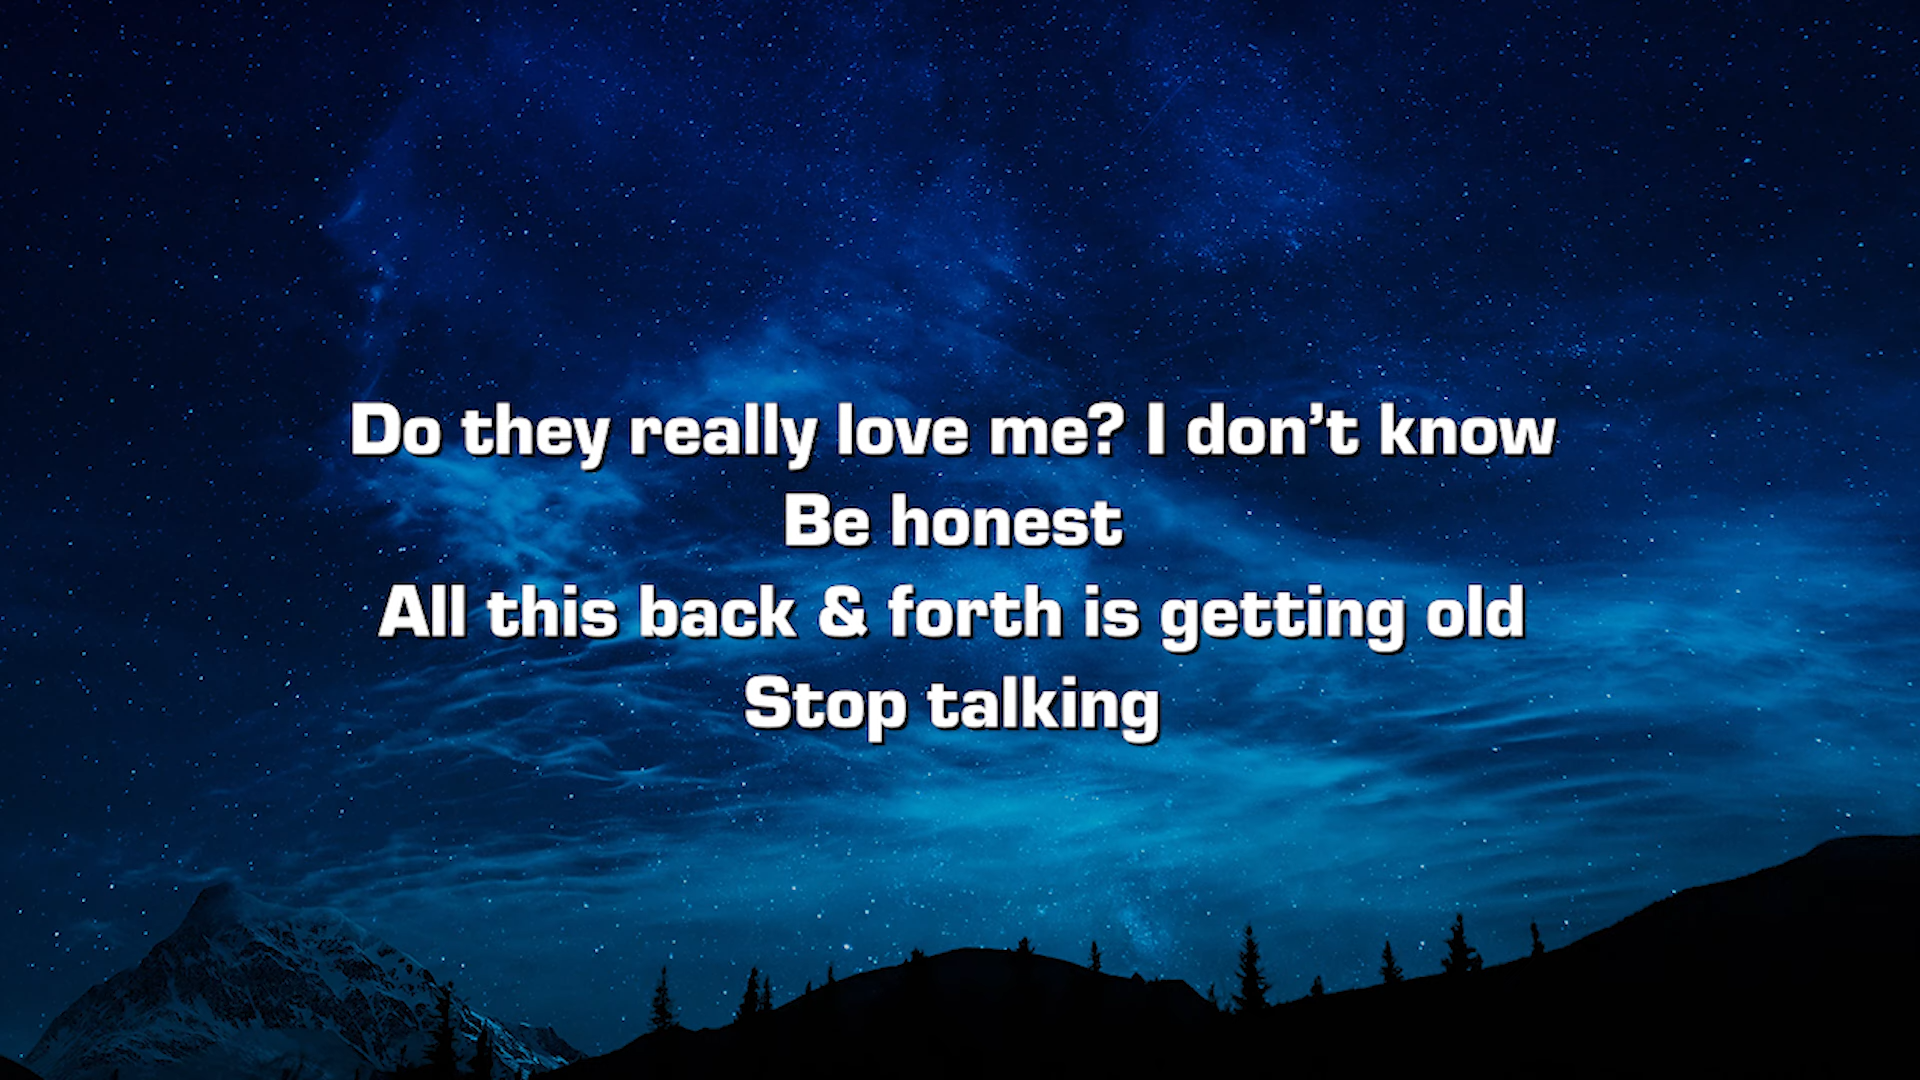 Do they really love me? I don’t know
Be honest
All this back & forth is getting old
Stop talking